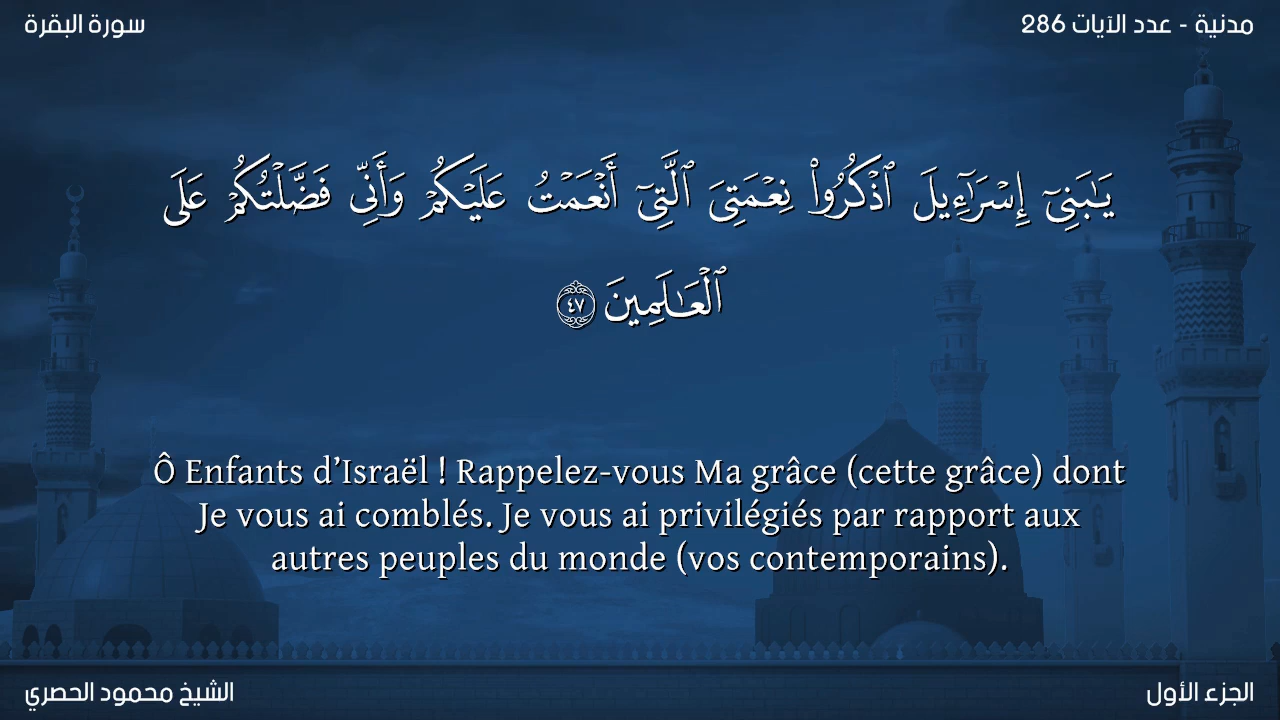 سورة البقرة
مدنية - عدد الآيات 286
يَٰبَنِىٓ إِسْرَٰٓءِيلَ ٱذْكُرُوا۟ نِعْمَتِىَ ٱلَّتِىٓ أَنْعَمْتُ عَلَيْكُمْ وَأَنِّى فَضَّلْتُكُمْ عَلَى
ٱلْعَٰلَمِينَ ٤٧
Ô Enfants d’Israël ! Rappelez-vous Ma grâce (cette grâce) dont
Je vous ai comblés. Je vous ai privilégiés par rapport aux
autres peuples du monde (vos contemporains).
الشيخ محمود الحصري
الجزء الأول